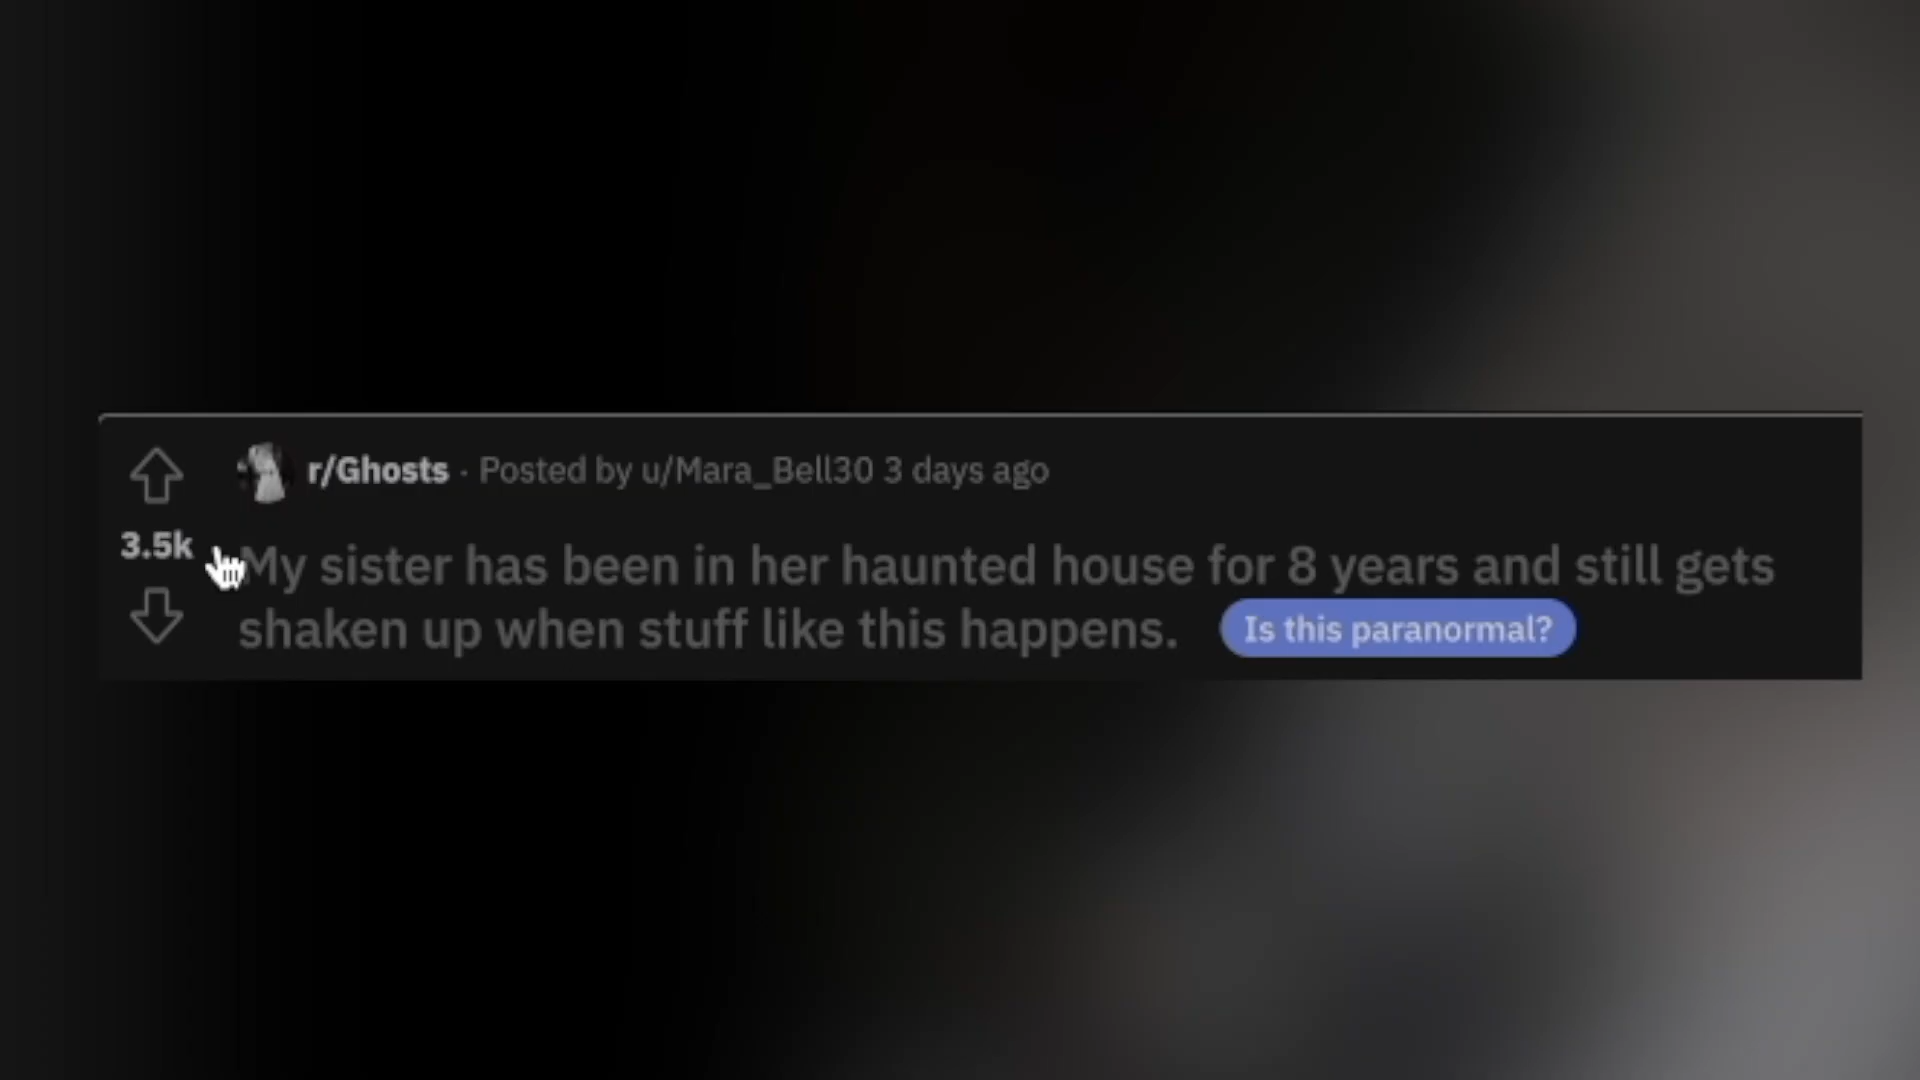 r/Ghosts · Posted by u/Mara_Bell30 3 days ago
3.5k
My sister has been in her haunted house for 8 years and still gets
shaken up when stuff like this happens. Is this paranormal?